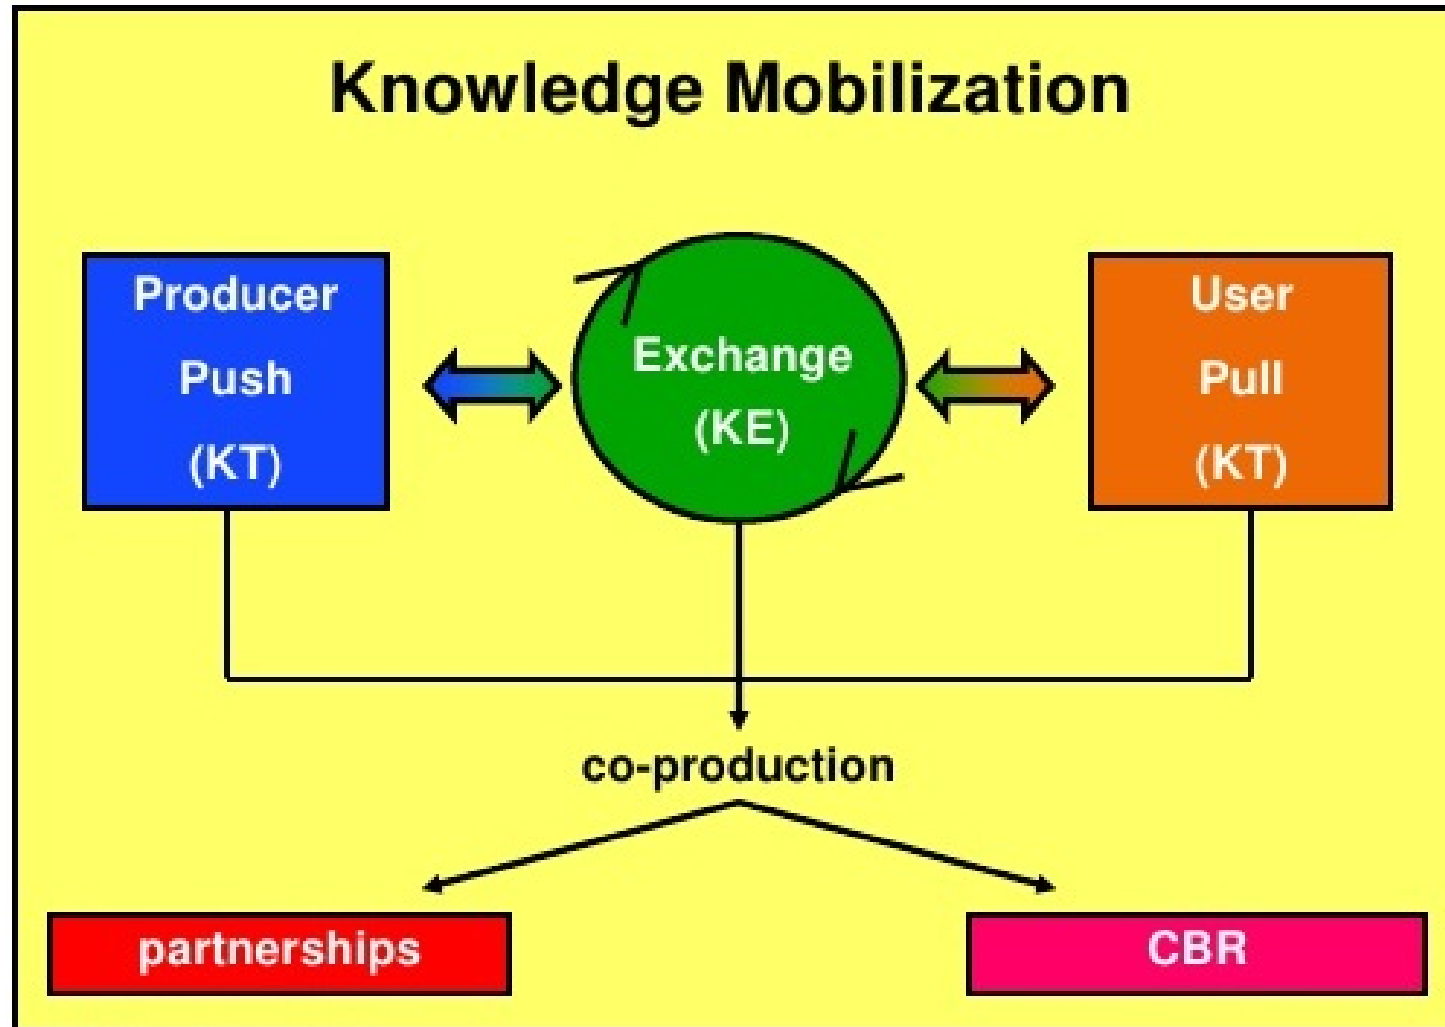 Knowledge Mobilization
Producer
Push
(KT)
Exchange
(KE)
User
Pull
(KT)
co-production
partnerships
CBR